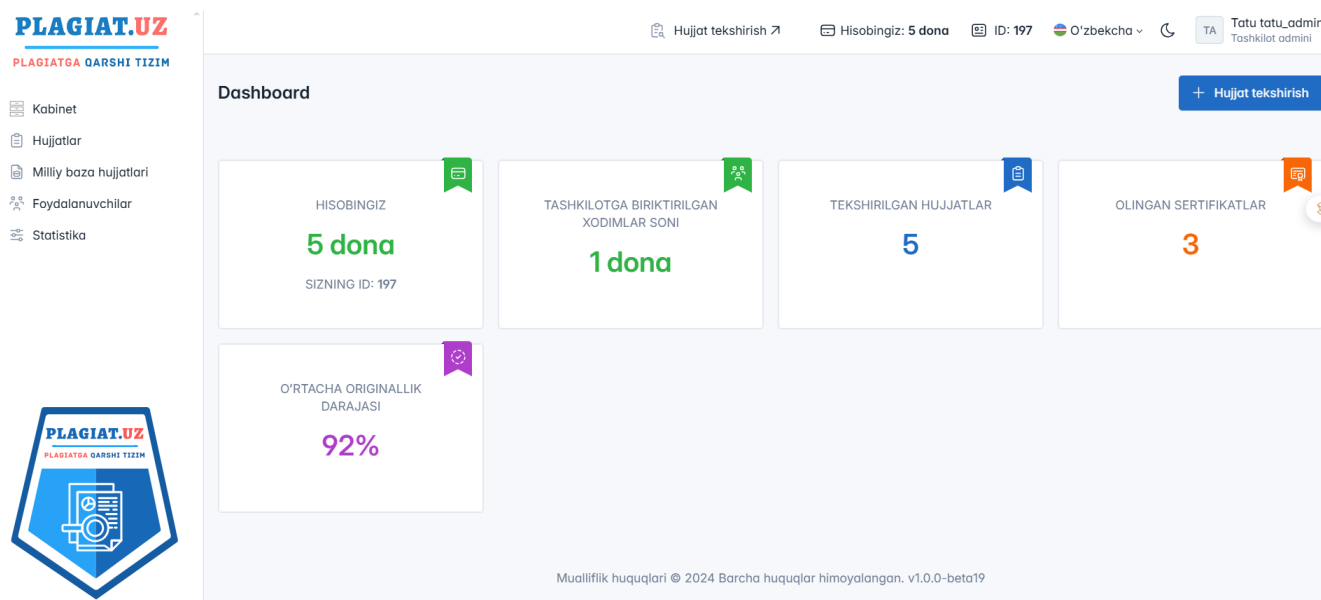 PLAGIAT.UZ
PLAGIATGA QARSHI TIZIM
Hujjat tekshirish
Hisobingiz: 5 dona
ID: 197
O'zbekcha
TA
Tatu tatu_admin
Tashkilot admini
Kabinet
Hujjatlar
Milliy baza hujjatlari
Foydalanuvchilar
Statistika
Dashboard
+ Hujjat tekshirish
HISOBINGIZ
5 dona
SIZNING ID: 197
TASHKILOTGA BIRIKTIRILGAN
XODIMLAR SONI
1 dona
TEKSHIRILGAN HUJJATLAR
5
OLINGAN SERTIFIKATLAR
3
O'RTACHA ORIGINALLIK
DARAJASI
92%
PLAGIAT.UZ
PLAGIATGA QARSHI TIZIM
Mualliflik huquqlari © 2024 Barcha huquqlar himoyalangan. v1.0.0-beta19